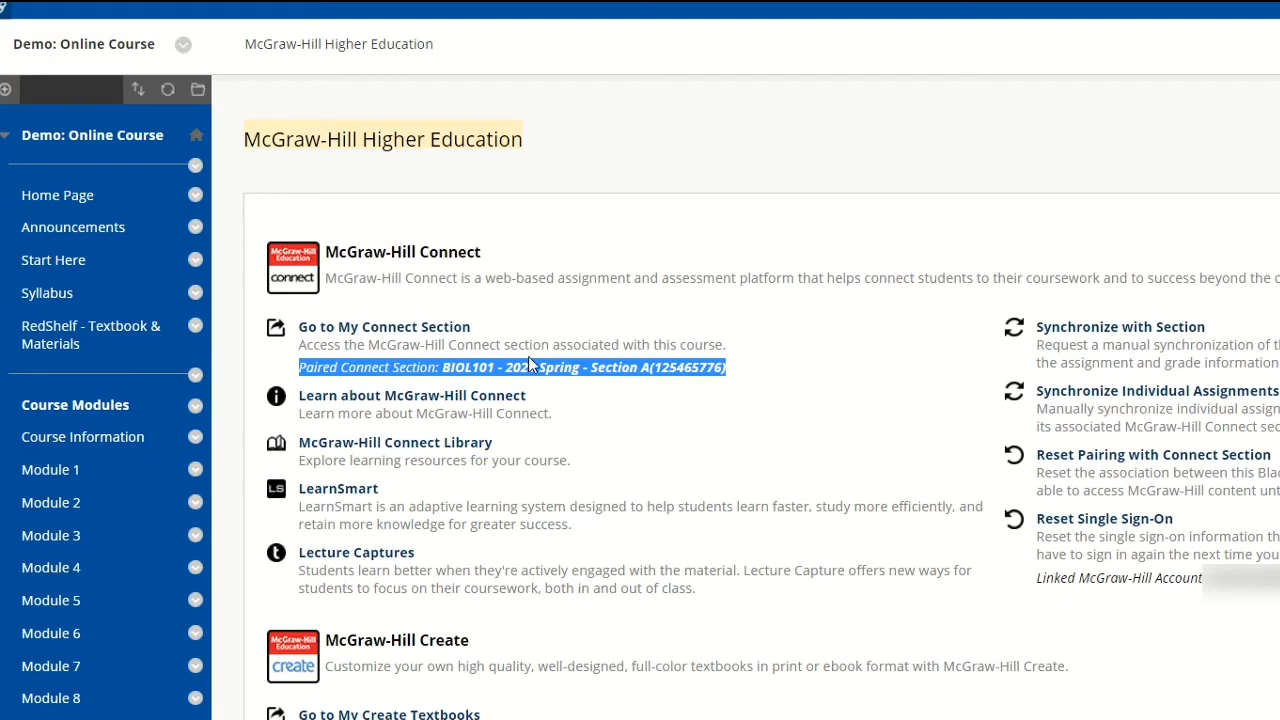 Demo: Online Course
McGraw-Hill Higher Education
Demo: Online Course
Home Page
Announcements
Start Here
Syllabus
RedShelf - Textbook &
Materials
Course Modules
Course Information
Module 1
Module 2
Module 3
Module 4
Module 5
Module 6
Module 7
Module 8
McGraw-Hill Higher Education
McGraw-Hill
Education
connect
McGraw-Hill Connect
McGraw-Hill Connect is a web-based assignment and assessment platform that helps connect students to their coursework and to success beyond the
Go to My Connect Section
Access the McGraw-Hill Connect section associated with this course.
Paired Connect Section: BIOL101 - Spring - Section A(125465776)
Learn about McGraw-Hill Connect
Learn more about McGraw-Hill Connect.
McGraw-Hill Connect Library
Explore learning resources for your course.
LS
LearnSmart
LearnSmart is an adaptive learning system designed to help students learn faster, study more efficiently, and
retain more knowledge for greater success.
t
Lecture Captures
Students learn better when they're actively engaged with the material. Lecture Capture offers new ways for
students to focus on their coursework, both in and out of class.
Synchronize with Section
Request a manual synchronization of
the assignment and grade information
Synchronize Individual Assignments
Manually synchronize individual
its associated McGraw-Hill Connect
Reset Pairing with Connect Section
Reset the association between this
able to access McGraw-Hill content
Reset Single Sign-On
Reset the single sign-on information
have to sign in again the next time you
Linked McGraw-Hill Account
McGraw-Hill
Education
create
McGraw-Hill Create
Customize your own high quality, well-designed, full-color textbooks in print or ebook format with McGraw-Hill Create.
Go to My Create Textbooks